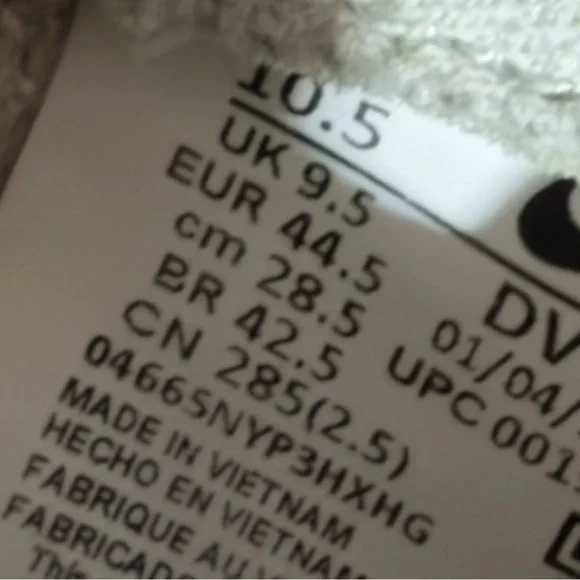 10.5
UK 9.5
EUR 44.5
cm 28.5
BR 42.5
CN 285(2.5)
04665NYP3HXHG
MADE IN VIETNAM
HECHO EN VIETNAM
FABRIQUE AU
This
DV
01/04/
UPC 001